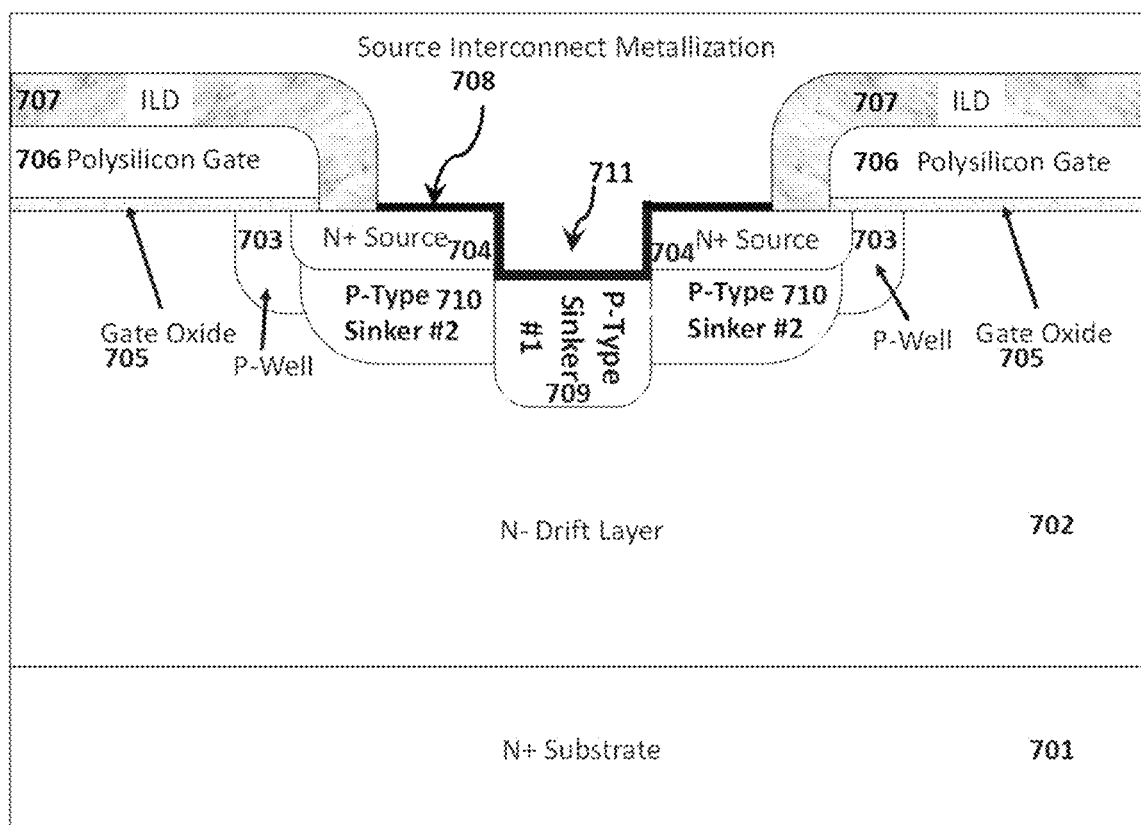 Source Interconnect Metallization
708
707 ILD
707 ILD
706 Polysilicon Gate
706 Polysilicon Gate
711
703
N+ Source 704
704 N+ Source
703
P-Type 710
Sinker #2
P-Type
Sinker
#1
709
P-Type 710
Sinker #2
Gate Oxide
705
P-Well
P-Well
Gate Oxide
705
N- Drift Layer
702
N+ Substrate
701